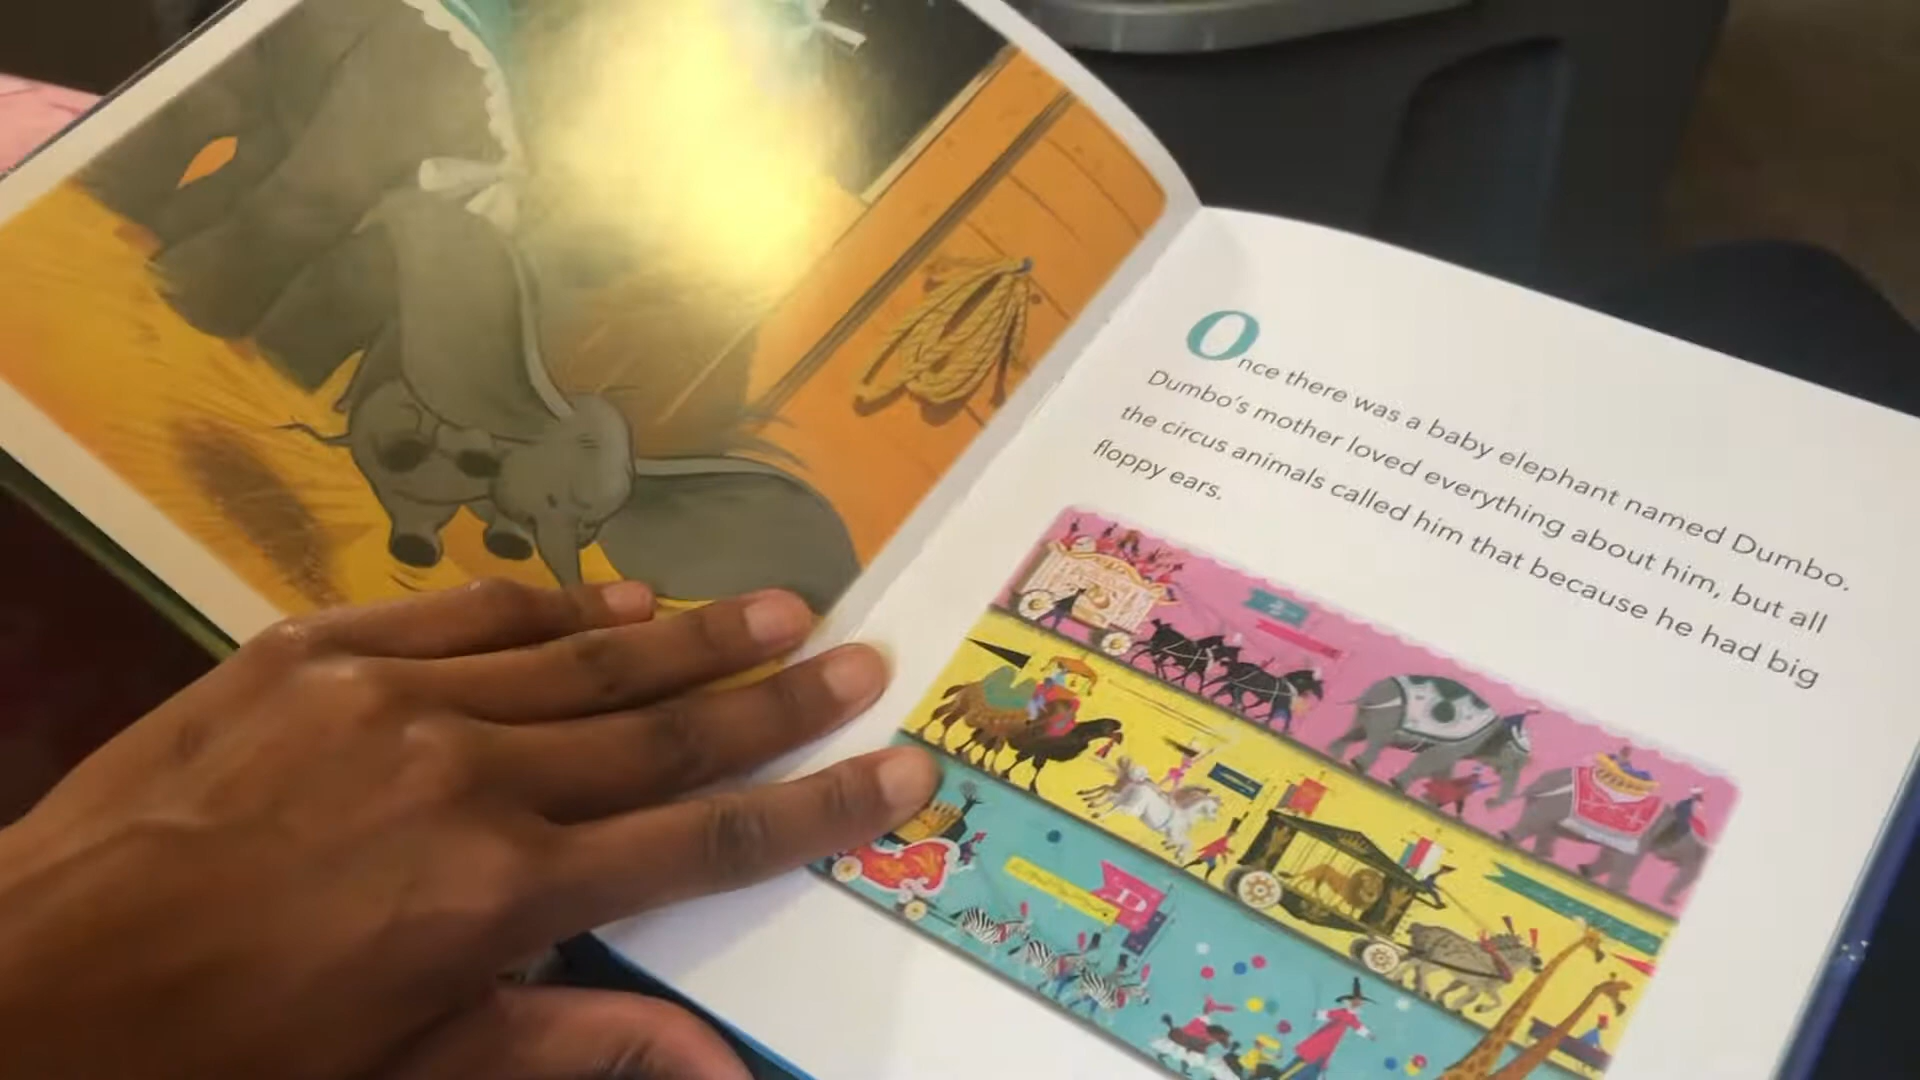 Once there was a baby elephant named Dumbo.
Dumbo's mother loved everything about him, but all
the circus animals called him that because he had big
floppy ears.
D